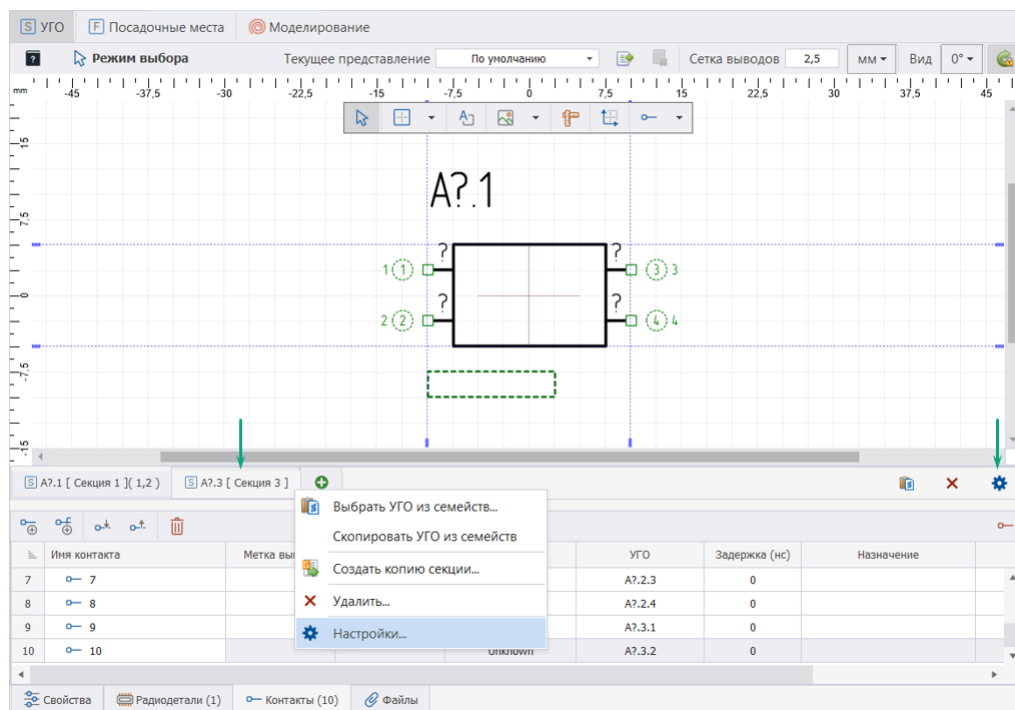 S УГО F Посадочные места Моделирование
? Режим выбора Текущее представление По умолчанию Сетка выводов 2,5 мм Вид 0°
mm -45 -37,5 -30 -22,5 -15 -7,5 0 7,5 15 22,5 30 37,5 45
A
15
A?.1
7,5
? ?
1 1 3 3
0
? ?
2 2 4 4
-7,5
-15
S A?.1 [ Секция 1 ]( 1,2 ) S A?.3 [ Секция 3 ]
Выбрать УГО из семейств...
Скопировать УГО из семейств
Имя контакта Метка вы УГО Задержка (нс) Назначение
Создать копию секции...
7 7 A?.2.3 0
8 8 A?.2.4 0
Удалить...
9 9 A?.3.1 0
Настройки...
10 10 Unknown A?.3.2 0
Свойства Радиодетали (1) Контакты (10) Файлы